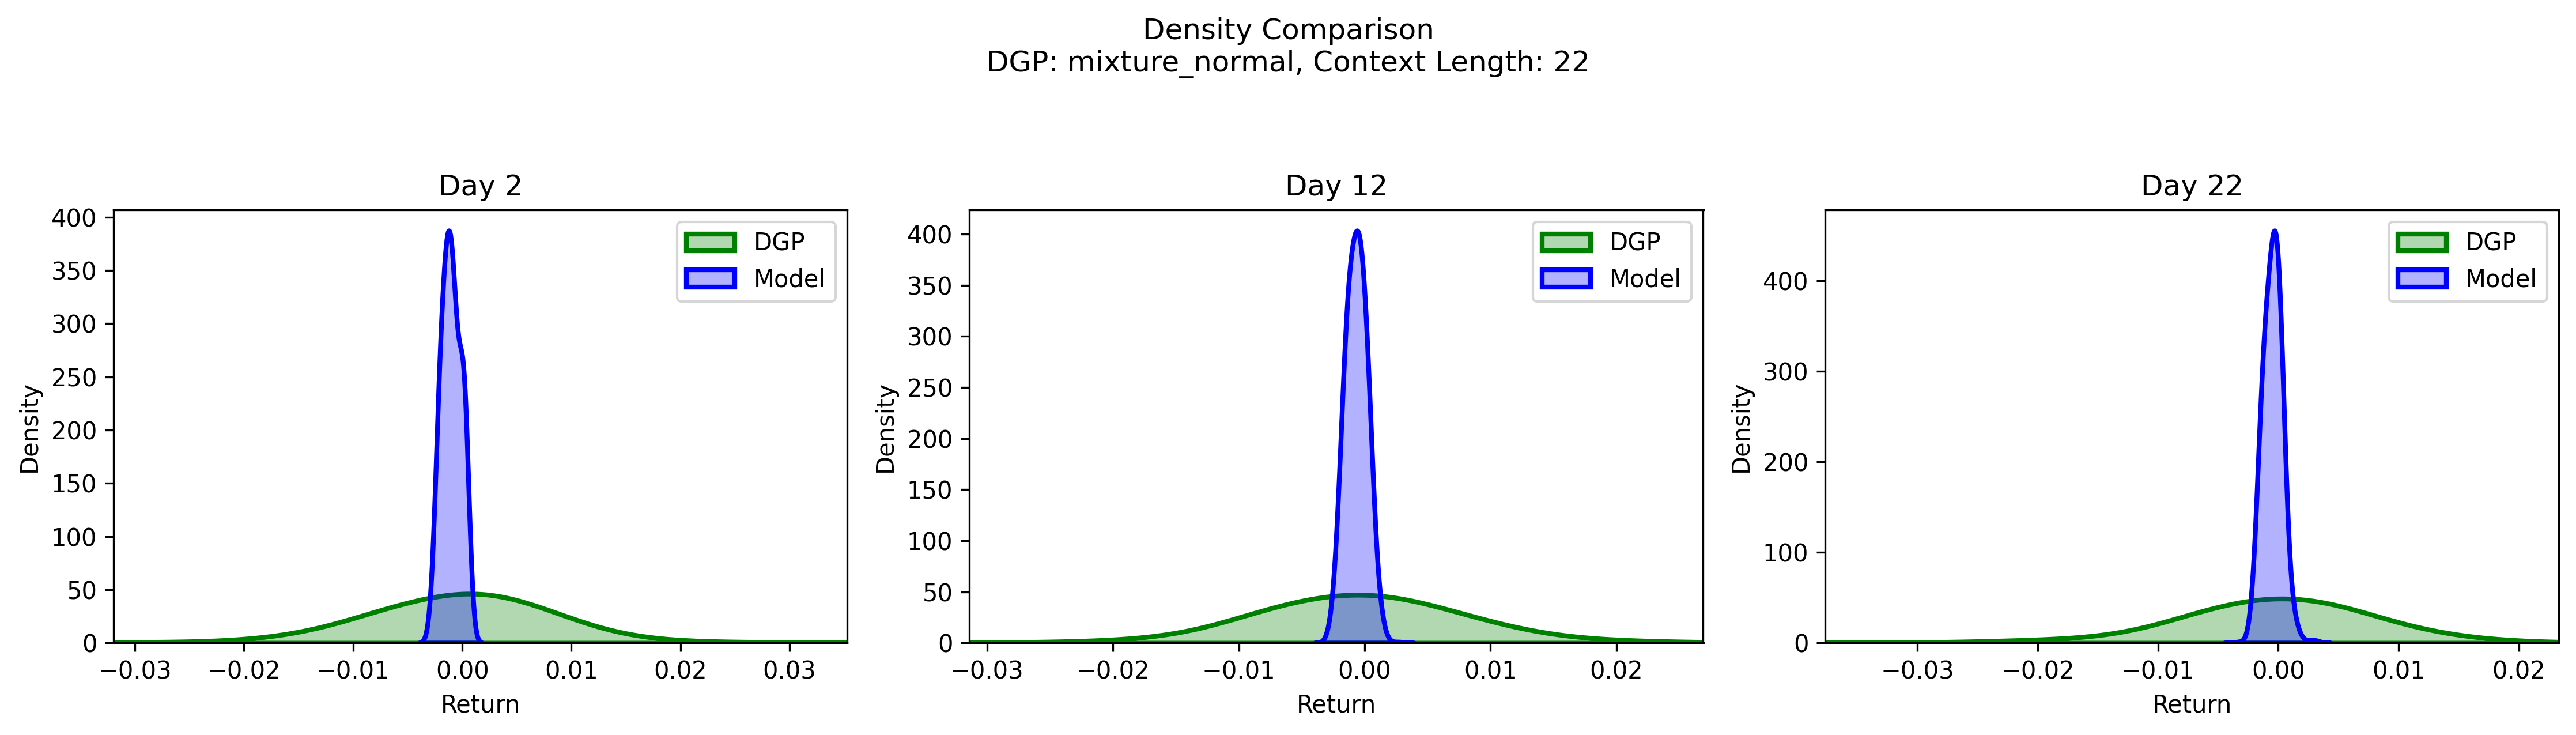 Density Comparison
DGP: mixture_normal, Context Length: 22
Day 2
400
350
300
250
200
150
100
50
0
Density
−0.03
−0.02
−0.01
0.00
0.01
0.02
0.03
Return
DGP
Model
Day 12
400
350
300
250
200
150
100
50
0
Density
−0.03
−0.02
−0.01
0.00
0.01
0.02
Return
DGP
Model
Day 22
400
300
200
100
0
Density
−0.03
−0.02
−0.01
0.00
0.01
0.02
Return
DGP
Model